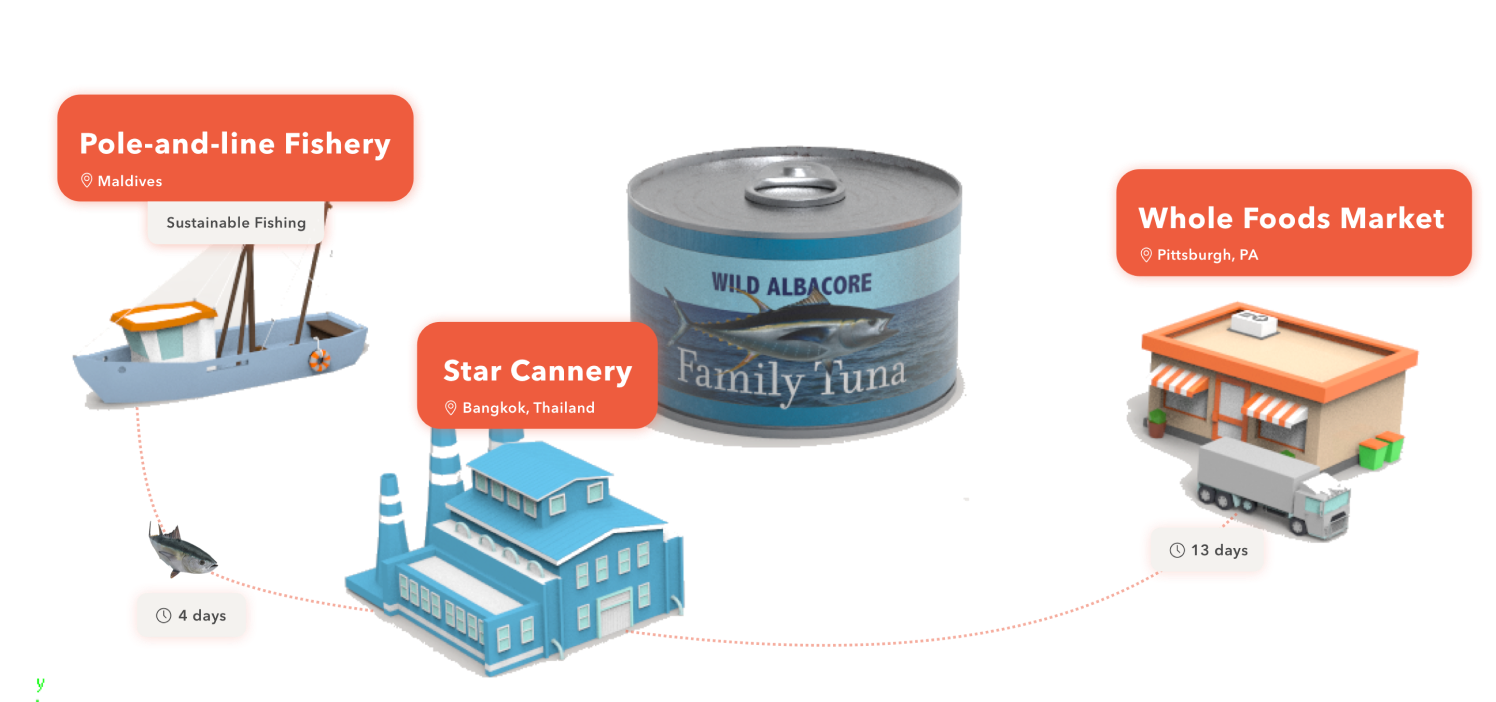 Pole-and-line Fishery
Maldives
Sustainable Fishing
WILD ALBACORE
Family Tuna
Whole Foods Market
Pittsburgh, PA
Star Cannery
Bangkok, Thailand
13 days
4 days
y